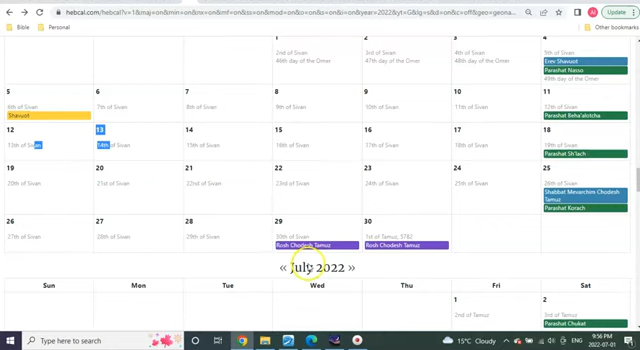 hebcal.com/hebcal?v=1&maj=on&min=on&nx=on&mf=on&ss=on&mod=on&o=on&s=on&i=on&year=2022&yt=G&lg=s&d=on&c=off&geo=geona...
Update
Bible
Personal
Other bookmarks
1 2 3 4
2nd of Sivan 3rd of Sivan 4th of Sivan 5th of Sivan
46th day of the Omer 47th day of the Omer 48th day of the Omer Erev Shavuot
Parashat Nasso
49th day of the Omer
5 6 7 8 9 10 11
6th of Sivan 7th of Sivan 8th of Sivan 9th of Sivan 10th of Sivan 11th of Sivan 12th of Sivan
Shavuot Parashat Beha'alotcha
12 13 14 15 16 17 18
13th of Sivan 14th of Sivan 15th of Sivan 16th of Sivan 17th of Sivan 18th of Sivan 19th of Sivan
Parashat Sh'lach
19 20 21 22 23 24 25
20th of Sivan 21st of Sivan 22nd of Sivan 23rd of Sivan 24th of Sivan 25th of Sivan 26th of Sivan
Shabbat Mevarchim Chodesh
Tamuz
Parashat Korach
26 27 28 29 30
27th of Sivan 28th of Sivan 29th of Sivan 30th of Sivan 1st of Tamuz, 5782
Rosh Chodesh Tamuz Rosh Chodesh Tamuz
« July 2022 »
Sun Mon Tue Wed Thu Fri Sat
1 2
2nd of Tamuz 3rd of Tamuz
Parashat Chukat
Type here to search
15°C Cloudy
ENG
9:56 PM
2022-07-01